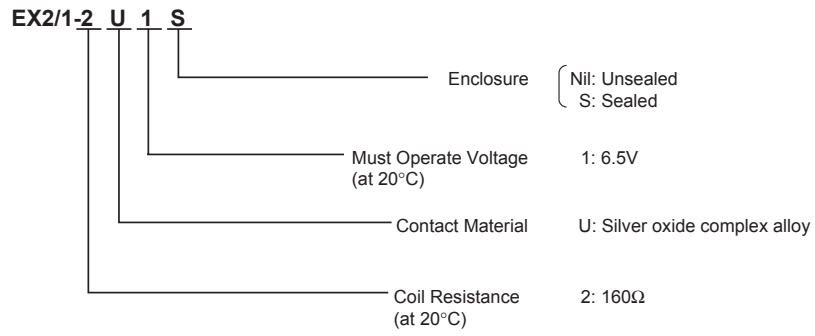 EX2/1-2 U 1 S
Enclosure Nil: Unsealed
S: Sealed
Must Operate Voltage 1: 6.5V
(at 20°C)
Contact Material U: Silver oxide complex alloy
Coil Resistance 2: 160Ω
(at 20°C)